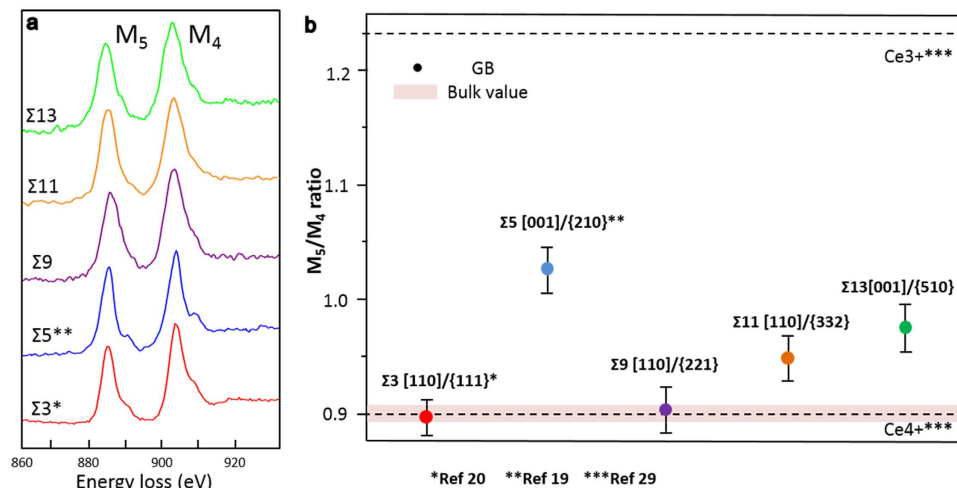 a
M5 M4
Σ13
Σ11
Σ9
Σ5**
Σ3*
860 880 900 920
Energy loss (eV)
b
Ce3+***
GB
Bulk value
1.2
1.1
1.0
0.9
M5/M4 ratio
Σ5 [001]/{210}**
Σ13[001]/{510}
Σ11 [110]/{332}
Σ9 [110]/{221}
Σ3 [110]/{111}*
Ce4+***
*Ref 20 **Ref 19 ***Ref 29